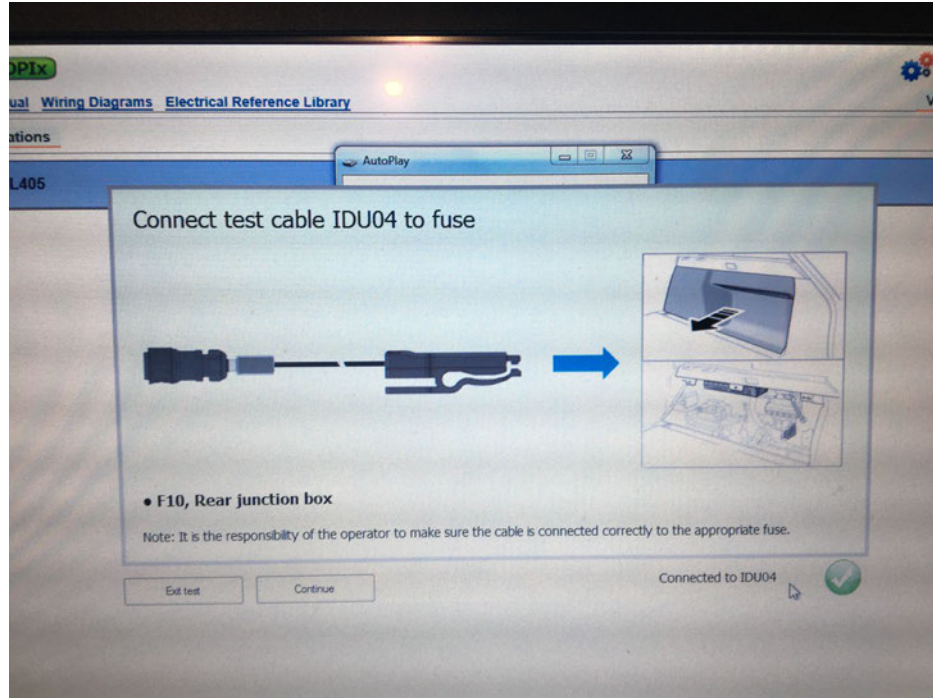 OPIx
ual Wiring Diagrams Electrical Reference Library
ations
AutoPlay
L405
Connect test cable IDU04 to fuse
• F10, Rear junction box
Note: It is the responsibility of the operator to make sure the cable is connected correctly to the appropriate fuse.
Exit test Continue Connected to IDU04